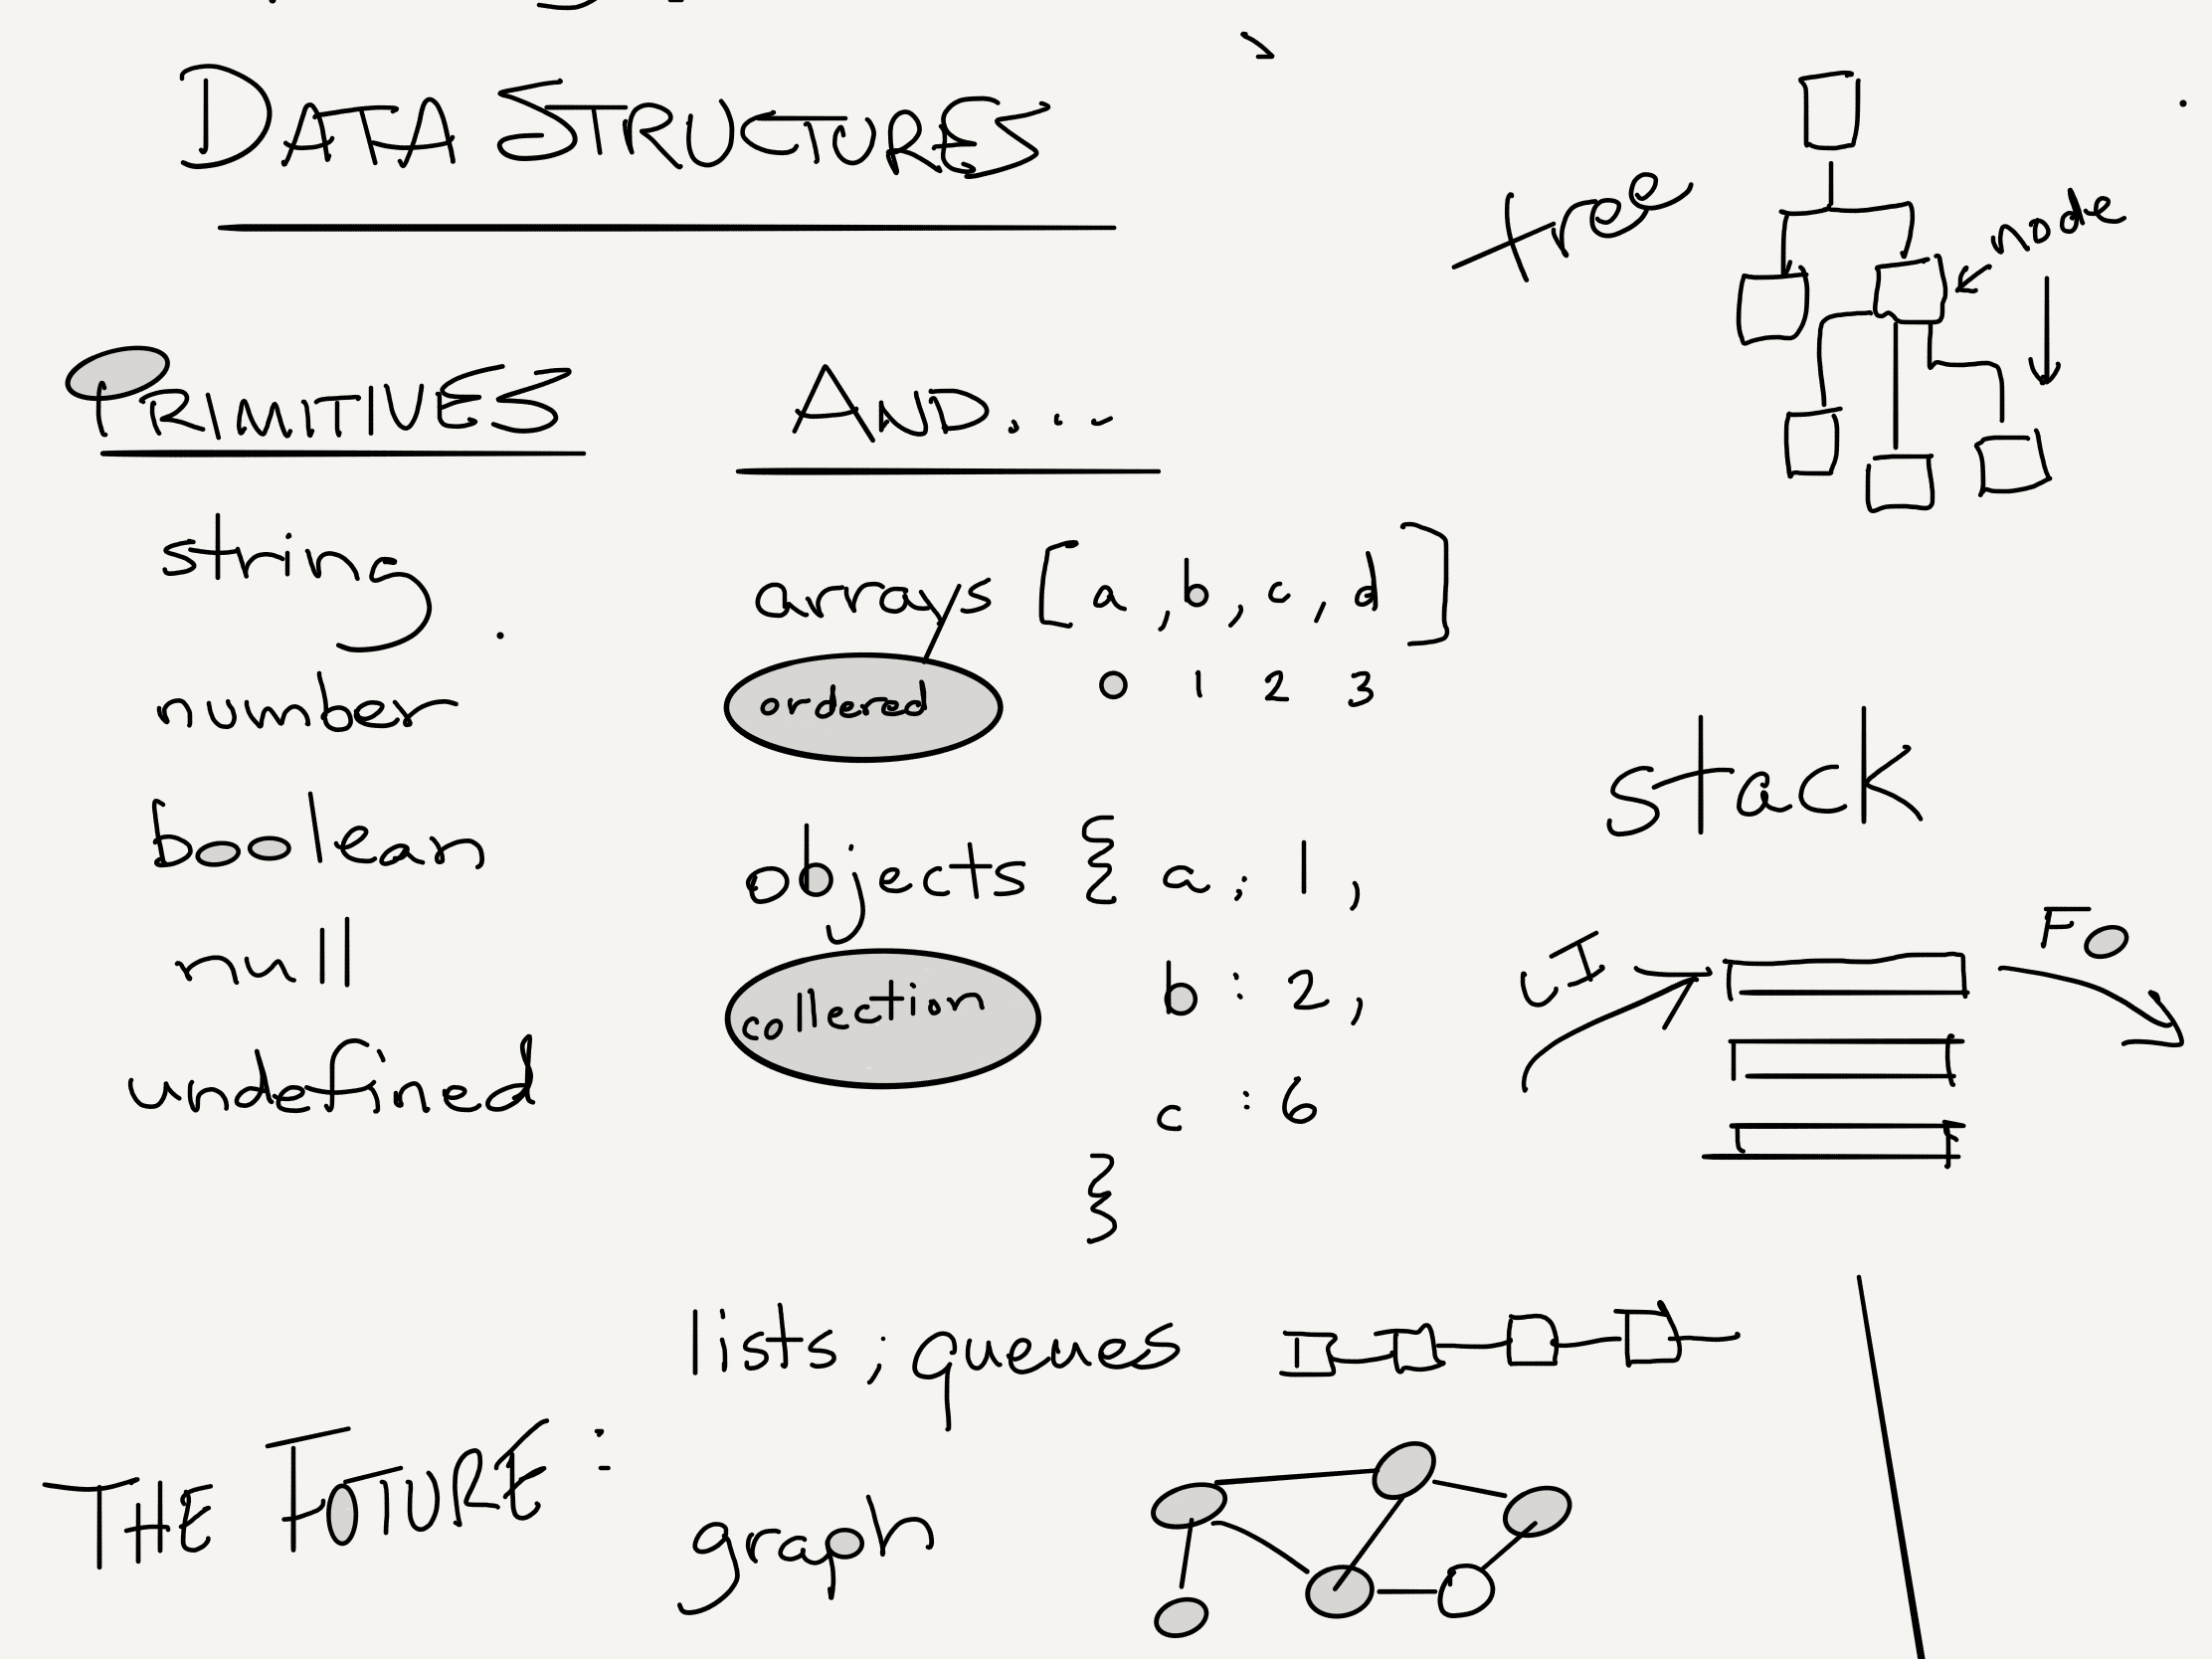 DATA STRUCTURES
PRIMITIVES
string
number
boolean
null
undefined
AND...
arrays [a, b, c, d]
0 1 2 3
ordered
objects { a: 1,
b: 2,
c: 6
}
collection
lists; queues
THE FUTURE:
graph
tree
node
stack
FO